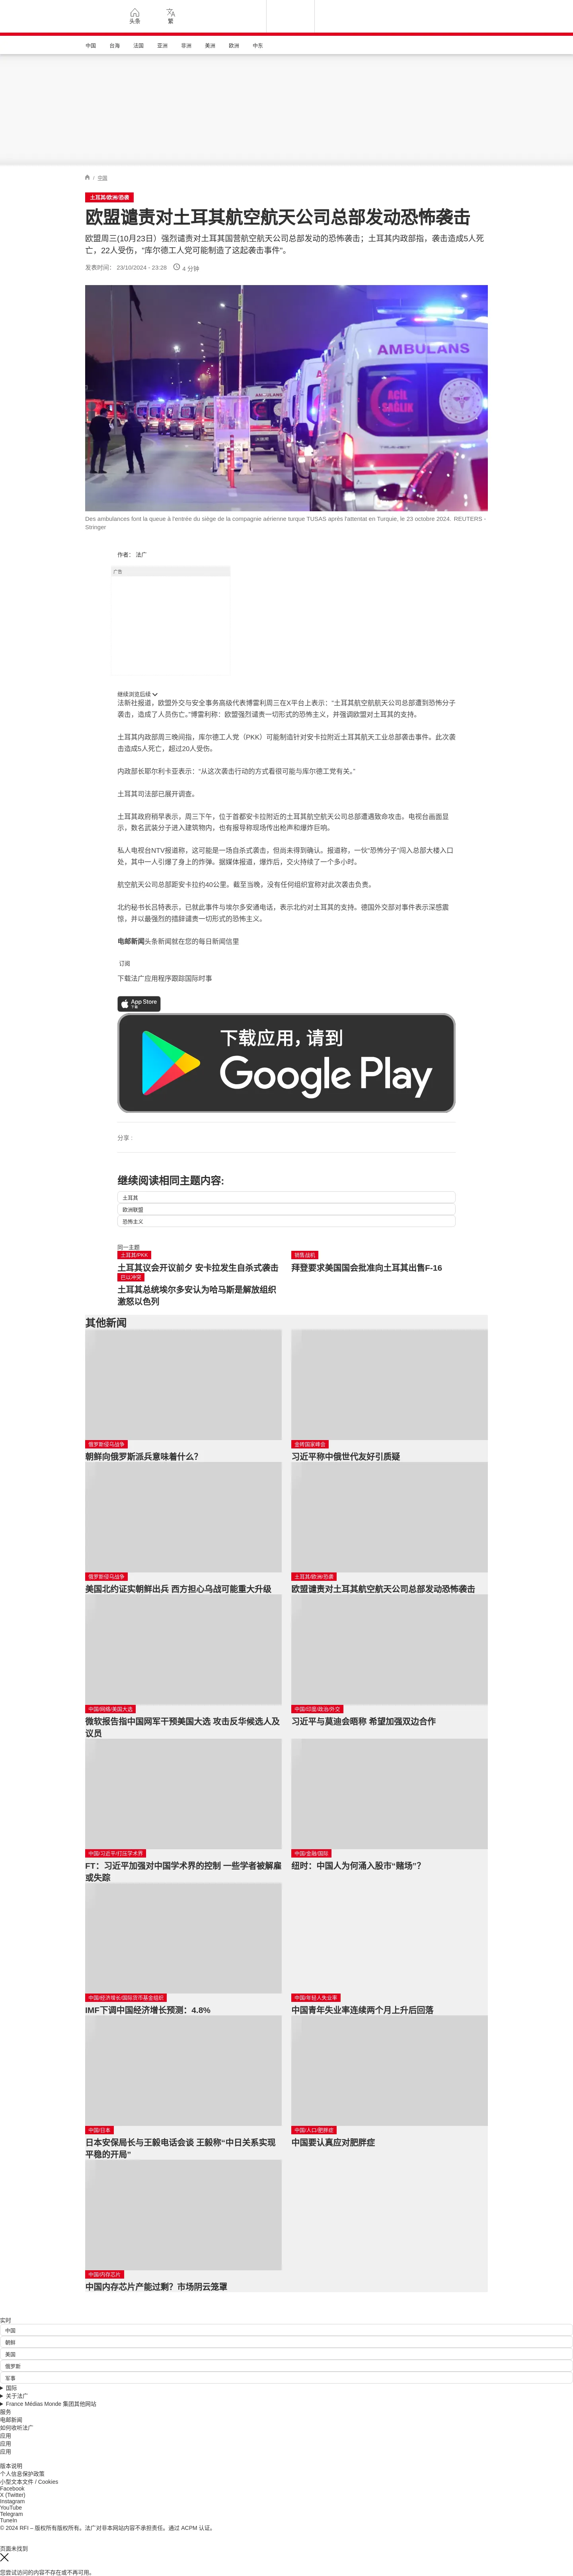 头条
繁
中国
台海
法国
亚洲
非洲
美洲
欧洲
中东
/ 中国
土耳其/欧洲/恐袭
欧盟谴责对土耳其航空航天公司总部发动恐怖袭击
欧盟周三(10月23日）强烈谴责对土耳其国营航空航天公司总部发动的恐怖袭击；土耳其内政部指，袭击造成5人死
亡，22人受伤，"库尔德工人党可能制造了这起袭击事件"。
发表时间： 23/10/2024 - 23:28
4 分钟
AMBULANS
AMBULANS
ACİL
SAĞLIK
Des ambulances font la queue à l'entrée du siège de la compagnie aérienne turque TUSAS après l'attentat en Turquie, le 23 octobre 2024. REUTERS -
Stringer
作者： 法广
广告
继续浏览后续
法新社报道，欧盟外交与安全事务高级代表博雷利周三在X平台上表示："土耳其航空航航天公司总部遭到恐怖分子
袭击，造成了人员伤亡。"博雷利称：欧盟强烈谴责一切形式的恐怖主义，并强调欧盟对土耳其的支持。
土耳其内政部周三晚间指，库尔德工人党（PKK）可能制造针对安卡拉附近土耳其航天工业总部袭击事件。此次袭
击造成5人死亡，超过20人受伤。
内政部长耶尔利卡亚表示："从这次袭击行动的方式看很可能与库尔德工党有关。"
土耳其司法部已展开调查。
土耳其政府稍早表示，周三下午，位于首都安卡拉附近的土耳其航空航天公司总部遭遇致命攻击。电视台画面显
示，数名武装分子进入建筑物内，也有报导称现场传出枪声和爆炸巨响。
私人电视台NTV报道称，这可能是一场自杀式袭击，但尚未得到确认。报道称，一伙"恐怖分子"闯入总部大楼入口
处，其中一人引爆了身上的炸弹。据媒体报道，爆炸后，交火持续了一个多小时。
航空航天公司总部距安卡拉约40公里。截至当晚，没有任何组织宣称对此次袭击负责。
北约秘书长吕特表示，已就此事件与埃尔多安通电话，表示北约对土耳其的支持。德国外交部对事件表示深感震
惊，并以最强烈的措辞谴责一切形式的恐怖主义。
电邮新闻头条新闻就在您的每日新闻信里
订阅
下载法广应用程序跟踪国际时事
App Store
下载
下载应用，请到
Google Play
分享 :
继续阅读相同主题内容:
土耳其
欧洲联盟
恐怖主义
同一主题
土耳其/PKK
土耳其议会开议前夕 安卡拉发生自杀式袭击
销售战机
拜登要求美国国会批准向土耳其出售F-16
巴以冲突
土耳其总统埃尔多安认为哈马斯是解放组织
激怒以色列
其他新闻
俄罗斯侵乌战争
朝鲜向俄罗斯派兵意味着什么？
金砖国家峰会
习近平称中俄世代友好引质疑
俄罗斯侵乌战争
美国北约证实朝鲜出兵 西方担心乌战可能重大升级
土耳其/欧洲/恐袭
欧盟谴责对土耳其航空航天公司总部发动恐怖袭击
中国/网络/美国大选
微软报告指中国网军干预美国大选 攻击反华候选人及
议员
中国/印度/政治/外交
习近平与莫迪会晤称 希望加强双边合作
中国/习近平/打压学术界
FT：习近平加强对中国学术界的控制 一些学者被解雇
或失踪
中国/金融/国际
纽时：中国人为何涌入股市"赌场"？
中国/经济增长/国际货币基金组织
IMF下调中国经济增长预测：4.8%
中国/年轻人失业率
中国青年失业率连续两个月上升后回落
中国/日本
日本安保局长与王毅电话会谈 王毅称"中日关系实现
平稳的开局"
中国/人口/肥胖症
中国要认真应对肥胖症
中国/内存芯片
中国内存芯片产能过剩？市场阴云笼罩
实时
中国
朝鲜
美国
俄罗斯
军事
国际
关于法广
France Médias Monde 集团其他网站
服务
电邮新闻
如何收听法广
应用
应用
应用
版本说明
个人信息保护政策
小型文本文件 / Cookies
Facebook
X (Twitter)
Instagram
YouTube
Telegram
TuneIn
© 2024 RFI – 版权所有版权所有。法广对非本网站内容不承担责任。通过 ACPM 认证。
页面未找到
您尝试访问的内容不存在或不再可用。